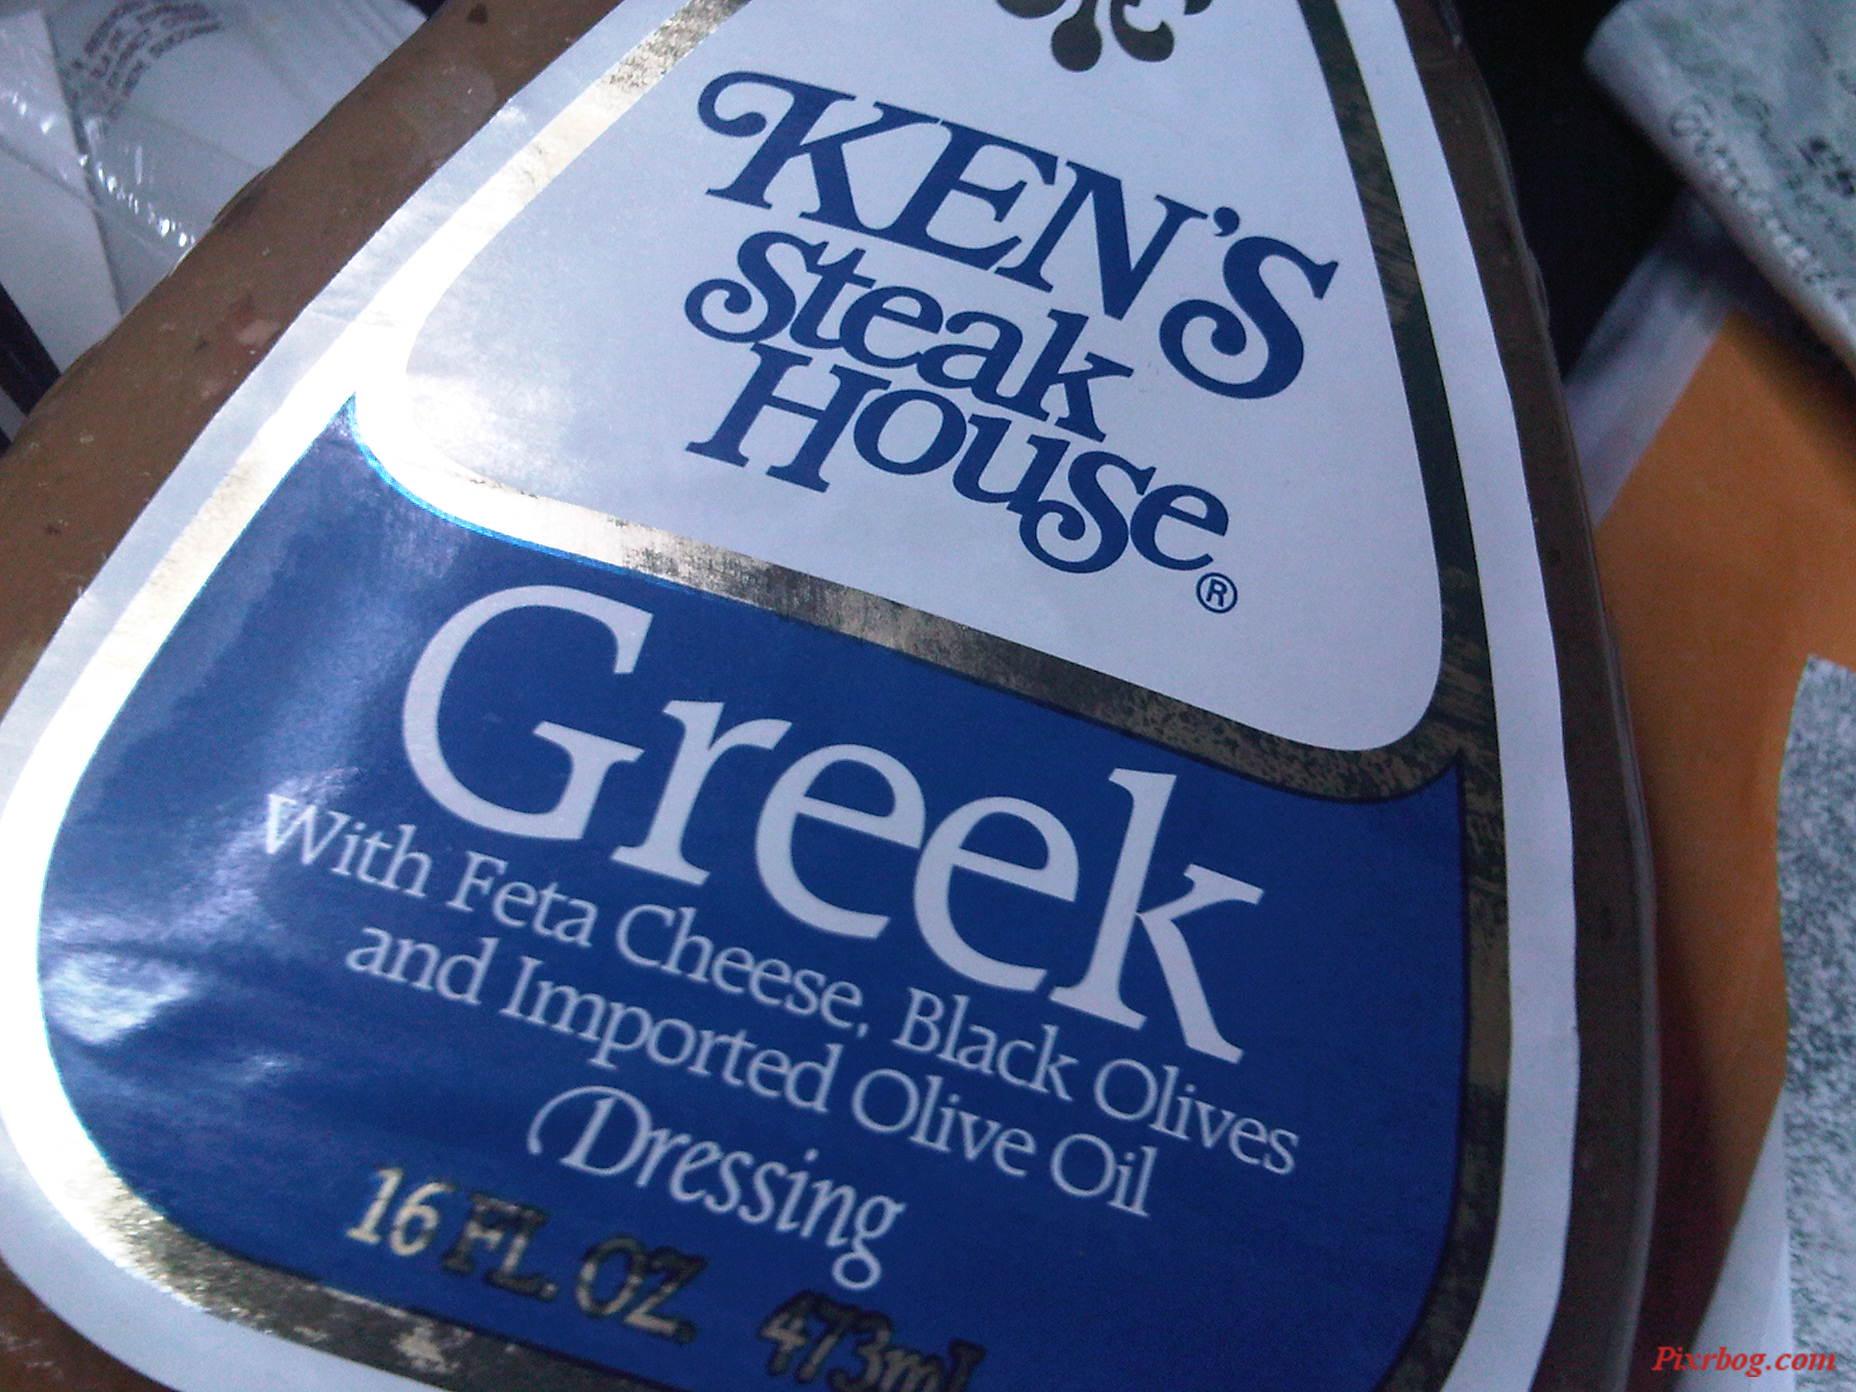 KEN'S
Steak
House®
Greek
With Feta Cheese, Black Olives
and Imported Olive Oil
Dressing
16 FL. OZ. 473ml
Pixrbog.com